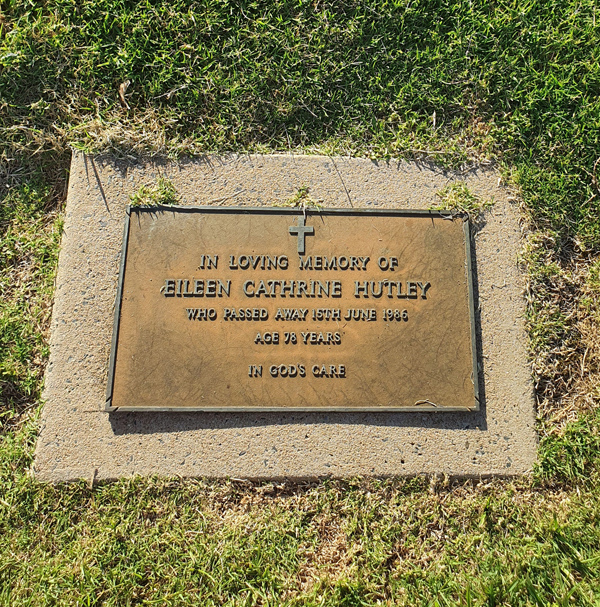 IN LOVING MEMORY OF
EILEEN CATHRINE HUTLEY
WHO PASSED AWAY 15TH JUNE 1986
AGE 78 YEARS
IN GOD'S CARE